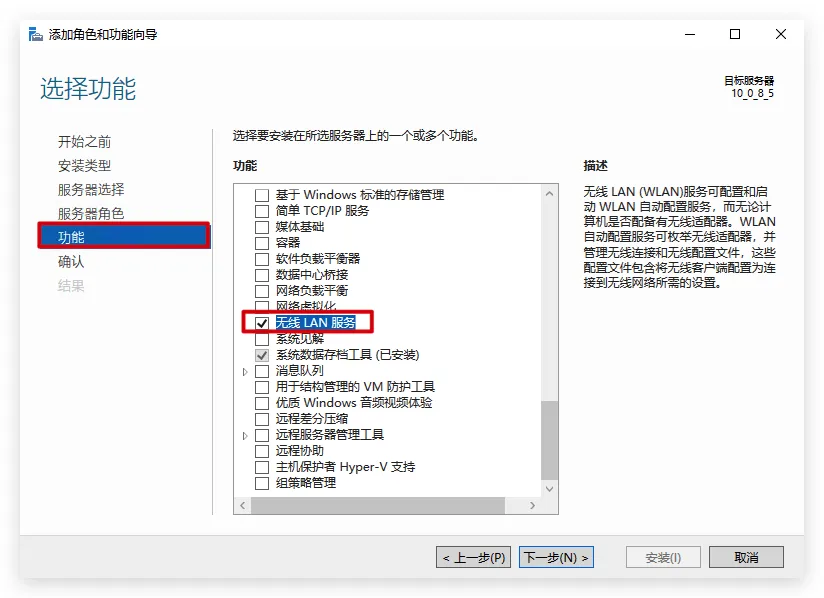 添加角色和功能向导
选择功能
目标服务器
10_0_8_5
开始之前
安装类型
服务器选择
服务器角色
功能
确认
结果
选择要安装在所选服务器上的一个或多个功能。
功能
基于 Windows 标准的存储管理
简单 TCP/IP 服务
媒体基础
容器
软件负载平衡器
数据中心桥接
网络负载平衡
网络虚拟化
无线 LAN 服务
系统见解
系统数据存档工具 (已安装)
消息队列
用于结构管理的 VM 防护工具
优质 Windows 音频视频体验
远程差分压缩
远程服务器管理工具
远程协助
主机保护者 Hyper-V 支持
组策略管理
描述
无线 LAN (WLAN)服务可配置和启
动 WLAN 自动配置服务，而无论计
算机是否配备有无线适配器。WLAN
自动配置服务可枚举无线适配器，并
管理无线连接和无线配置文件，这些
配置文件包含将无线客户端配置为连
接到无线网络所需的设置。
< 上一步(P)
下一步(N) >
安装(I)
取消